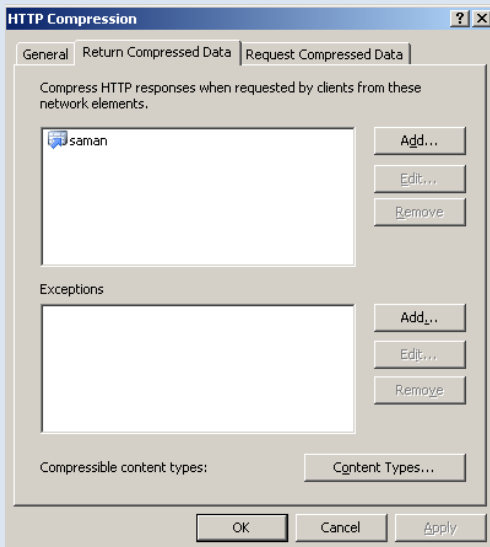 HTTP Compression
General Return Compressed Data Request Compressed Data
Compress HTTP responses when requested by clients from these
network elements.
saman
Add...
Edit...
Remove
Exceptions
Add...
Edit...
Remove
Compressible content types: Content Types...
OK Cancel Apply